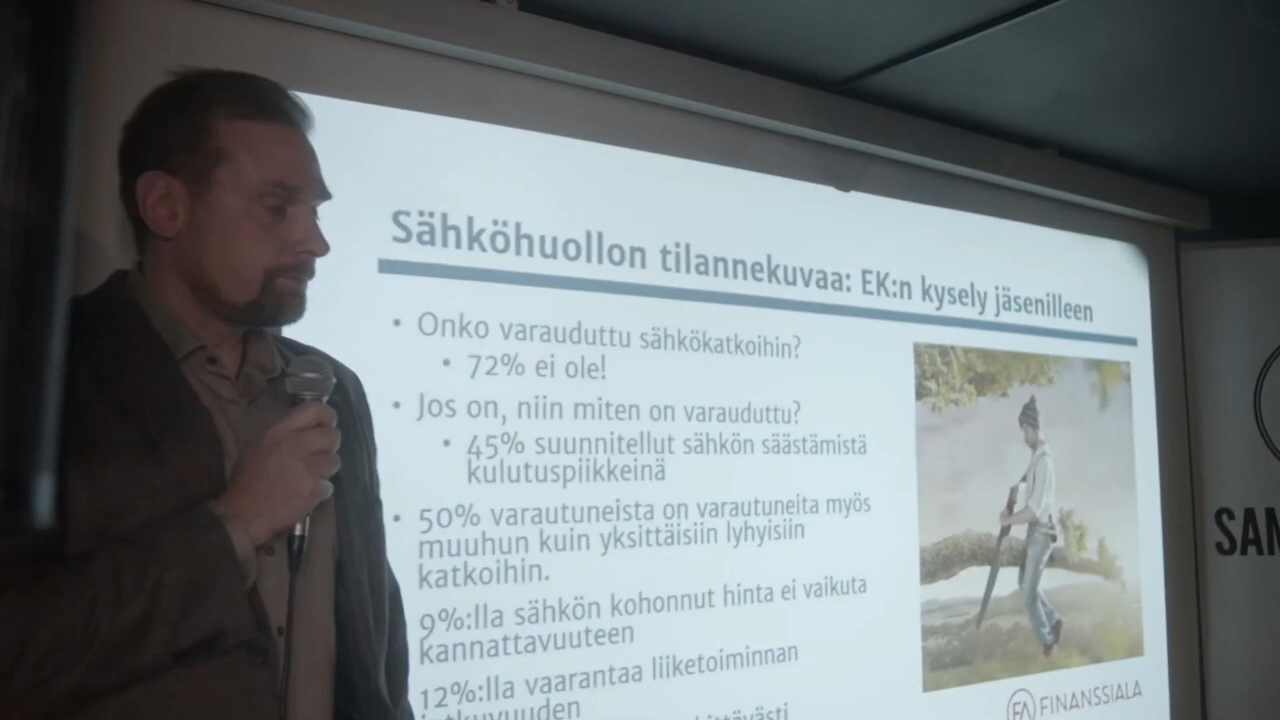 Sähköhuollon tilannekuvaa: EK:n kysely jäsenilleen
• Onko varauduttu sähkökatkoihin?
• 72% ei ole!
• Jos on, niin miten on varauduttu?
• 45% suunnitellut sähkön säästämistä
kulutuspiikkeinä
• 50% varautuneista on varautuneita myös
muuhun kuin yksittäisiin lyhyisiin
katkoihin.
9%:lla sähkön kohonnut hinta ei vaikuta
kannattavuuteen
12%:lla vaarantaa liiketoiminnan
FA FINANSSIALA
SAM